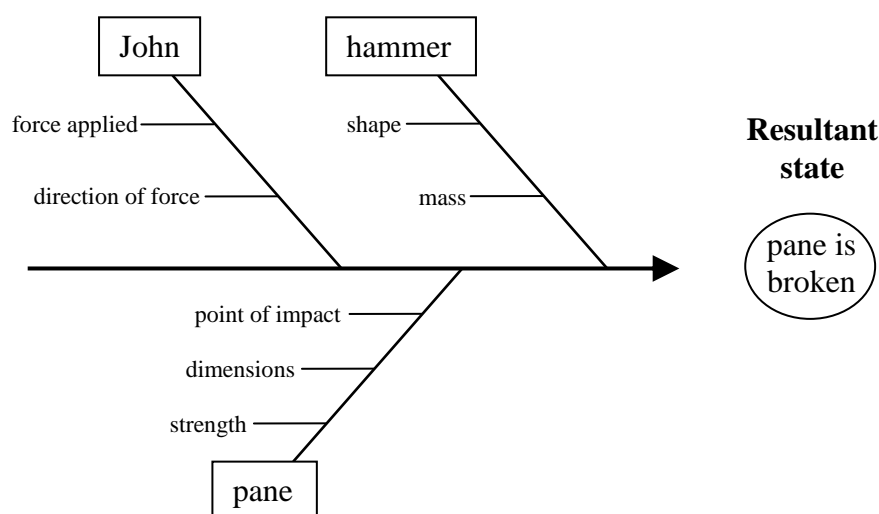 John
hammer
force applied
shape
direction of force
mass
Resultant
state
pane is
broken
point of impact
dimensions
strength
pane